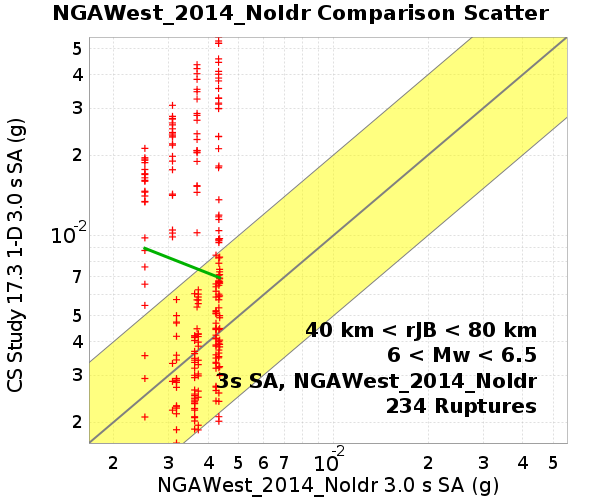 NGAWest_2014_NoIdr Comparison Scatter
CS Study 17.3 1-D 3.0 s SA (g)
5
4
3
2
10-2
7
5
4
3
2
40 km < rJB < 80 km
6 < Mw < 6.5
3s SA, NGAWest_2014_NoIdr
234 Ruptures
2 3 4 5 6 7 10-2 2 3 4 5
NGAWest_2014_NoIdr 3.0 s SA (g)